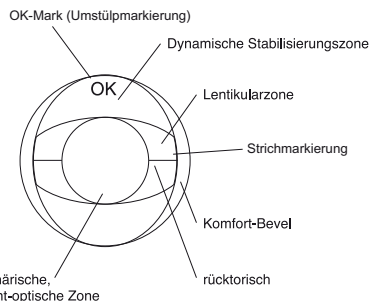 OK-Mark (Umstülpmarkierung)
Dynamische Stabilisierungszone
OK
Lentikularzone
Strichmarkierung
Komfort-Bevel
rücktorisch